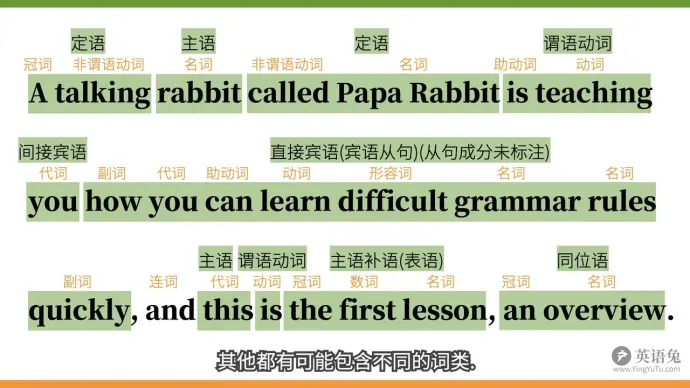 定语 主语 定语 谓语动词
冠词 非谓语动词 名词 非谓语动词 名词 助动词 动词
A talking rabbit called Papa Rabbit is teaching
间接宾语 直接宾语(宾语从句)(从句成分未标注)
代词 副词 代词 助动词 动词 形容词 名词 名词
you how you can learn difficult grammar rules
主语 谓语动词 主语补语(表语) 同位语
副词 连词 代词 动词 冠词 数词 名词 冠词 名词
quickly, and this is the first lesson, an overview.
其他都有可能包含不同的词类.
英语兔
www.YingYuTu.com